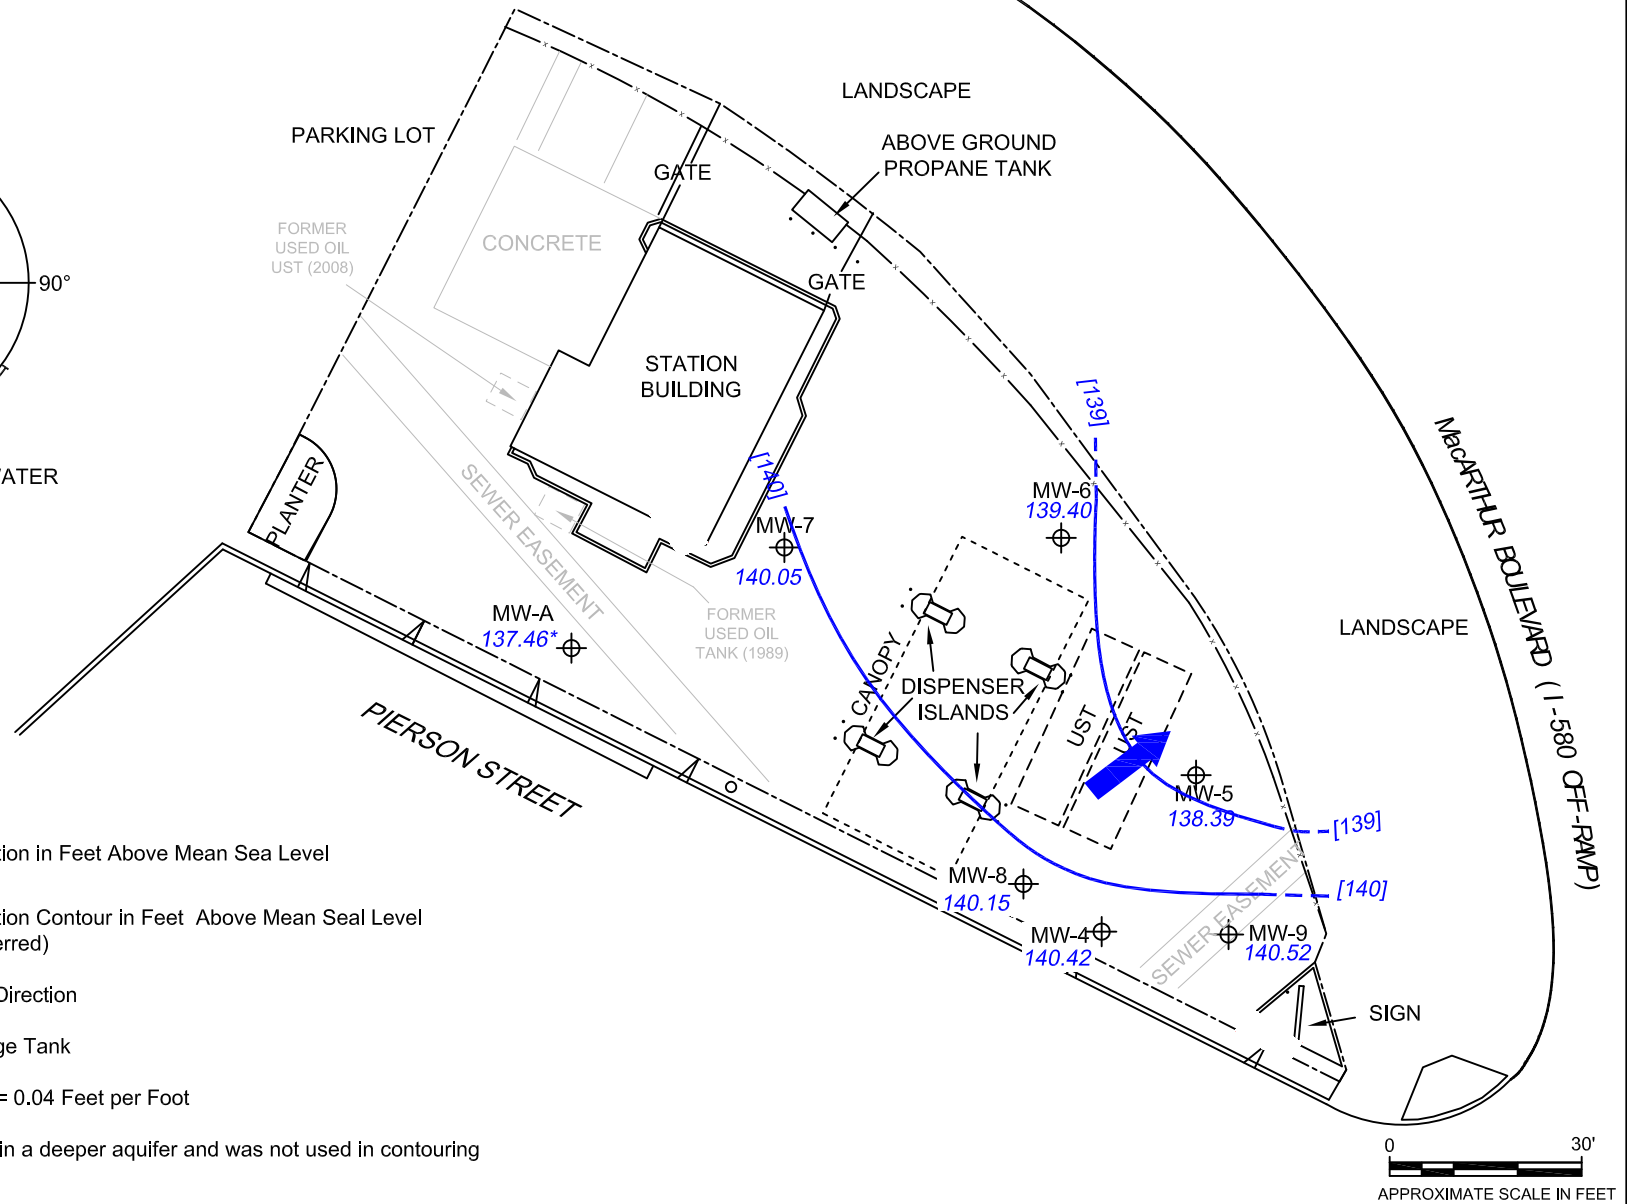 LANDSCAPE
PARKING LOT
ABOVE GROUND
PROPANE TANK
GATE
FORMER
USED OIL
UST (2008)
CONCRETE
90°
GATE
STATION
BUILDING
[139]
MacARTHUR BOULEVARD (I-580 OFF-RAMP)
[140]
ATER
PLANTER
SEWER EASEMENT
MW-6
139.40
MW-7
140.05
MW-A
137.46*
FORMER
USED OIL
TANK (1989)
LANDSCAPE
CANOPY
DISPENSER
ISLANDS
UST
UST
PIERSON STREET
MW-5
138.39
[139]
tion in Feet Above Mean Sea Level
MW-8
140.15
[140]
SEWER EASEMENT
tion Contour in Feet Above Mean Seal Level
erred)
MW-4
140.42
MW-9
140.52
Direction
SIGN
ge Tank
= 0.04 Feet per Foot
in a deeper aquifer and was not used in contouring
0 30'
APPROXIMATE SCALE IN FEET